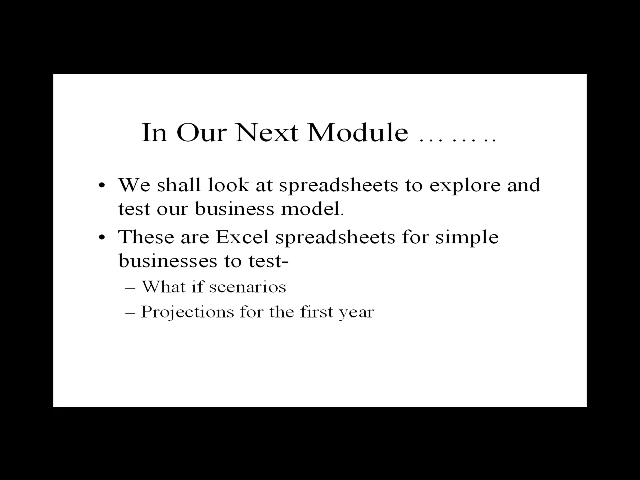 In Our Next Module ... ... ..
• We shall look at spreadsheets to explore and
test our business model.
• These are Excel spreadsheets for simple
businesses to test-
– What if scenarios
– Projections for the first year